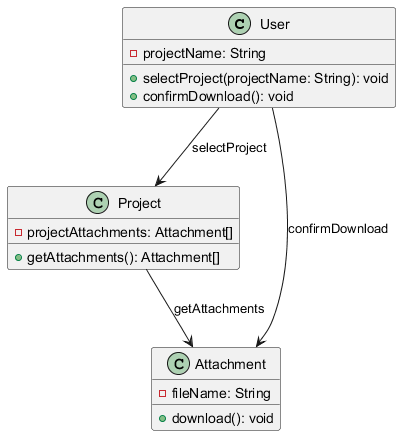 C User
projectName: String
selectProject(projectName: String): void
confirmDownload(): void
selectProject
C Project
projectAttachments: Attachment[]
getAttachments(): Attachment[]
confirmDownload
getAttachments
C Attachment
fileName: String
download(): void